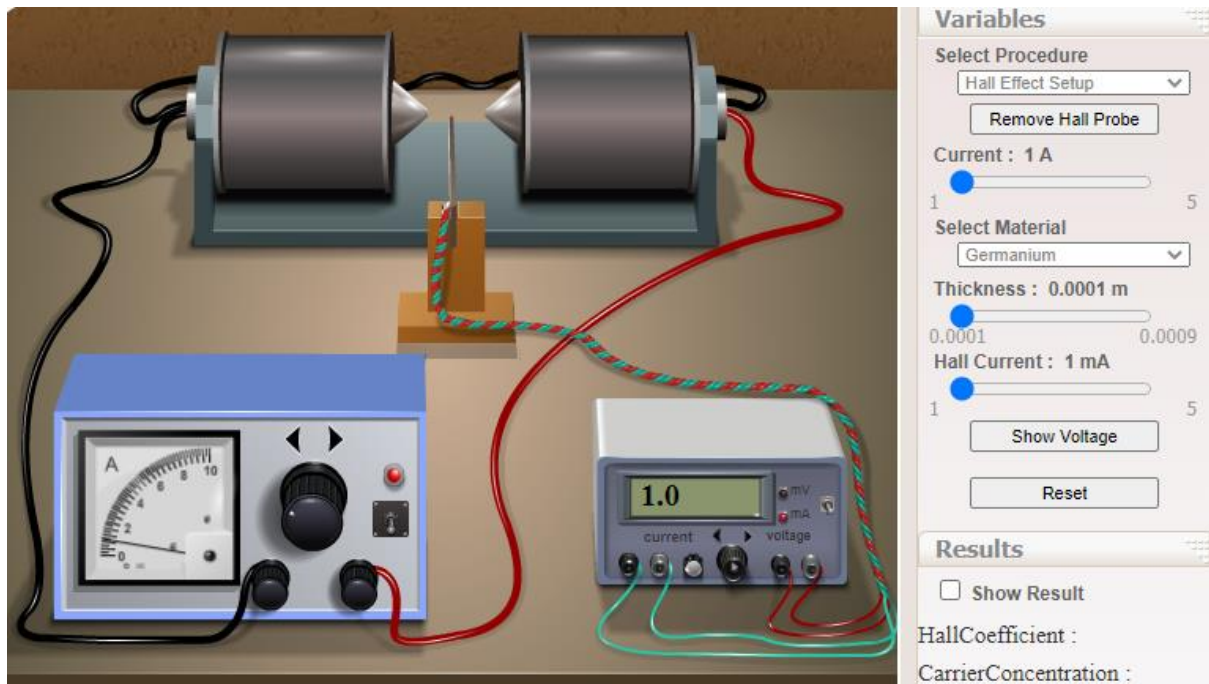 Variables
Select Procedure
Hall Effect Setup
Remove Hall Probe
Current : 1 A
1 5
Select Material
Germanium
Thickness : 0.0001 m
0.0001 0.0009
Hall Current : 1 mA
1 5
Show Voltage
Reset
Results
Show Result
HallCoefficient :
CarrierConcentration :
A
0 2 4 6 8 10
1.0
mV
mA
current voltage